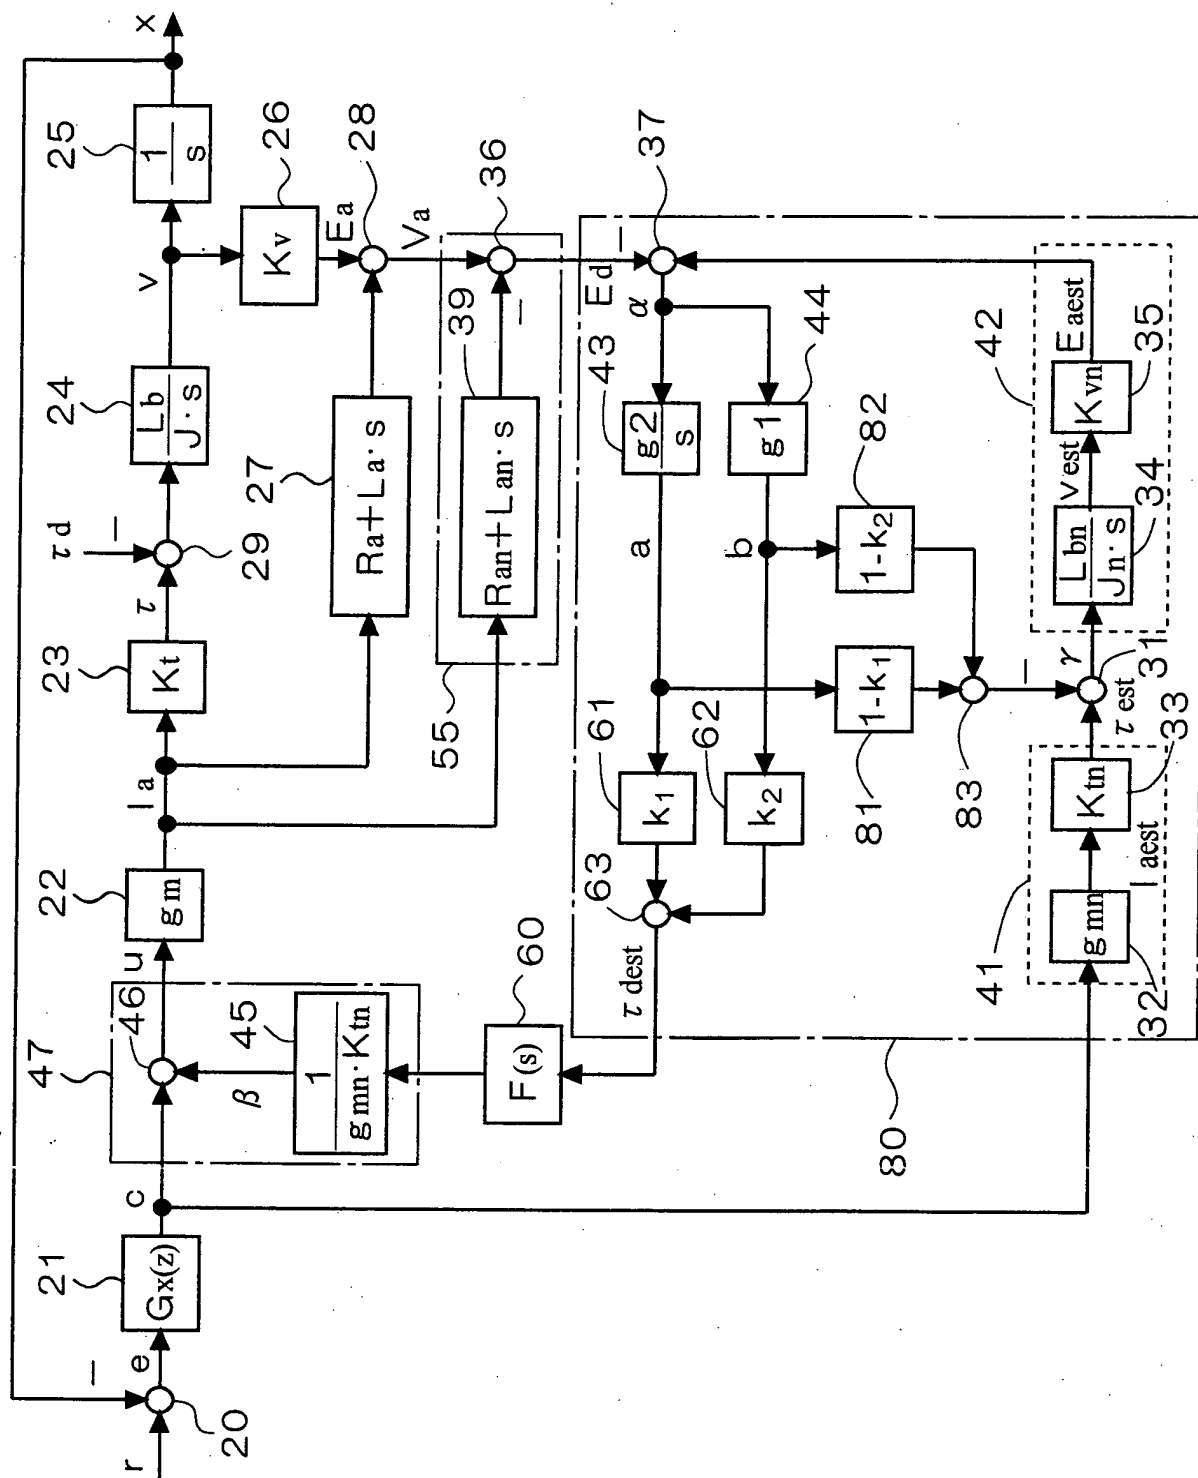 r
20
−
e
21
Gx(z)
c
47
46
45
β
1
gmn·Ktn
u
22
gm
Ia
23
Kt
τ
τd
−
29
24
Lb
J·s
v
25
1
s
x
26
Kv
Ea
28
27
Ra+La·s
Va
55
39
Ran+Lan·s
−
36
Ed
−
37
α
43
g2
s
44
g1
a
b
61
k1
62
k2
63
τdest
60
F(s)
82
1-k2
81
1-k1
83
−
80
41
gmn
32
Iaest
Ktn
33
τest
31
γ
42
Lbn
Jn·s
34
vest
Kvn
35
Eaest